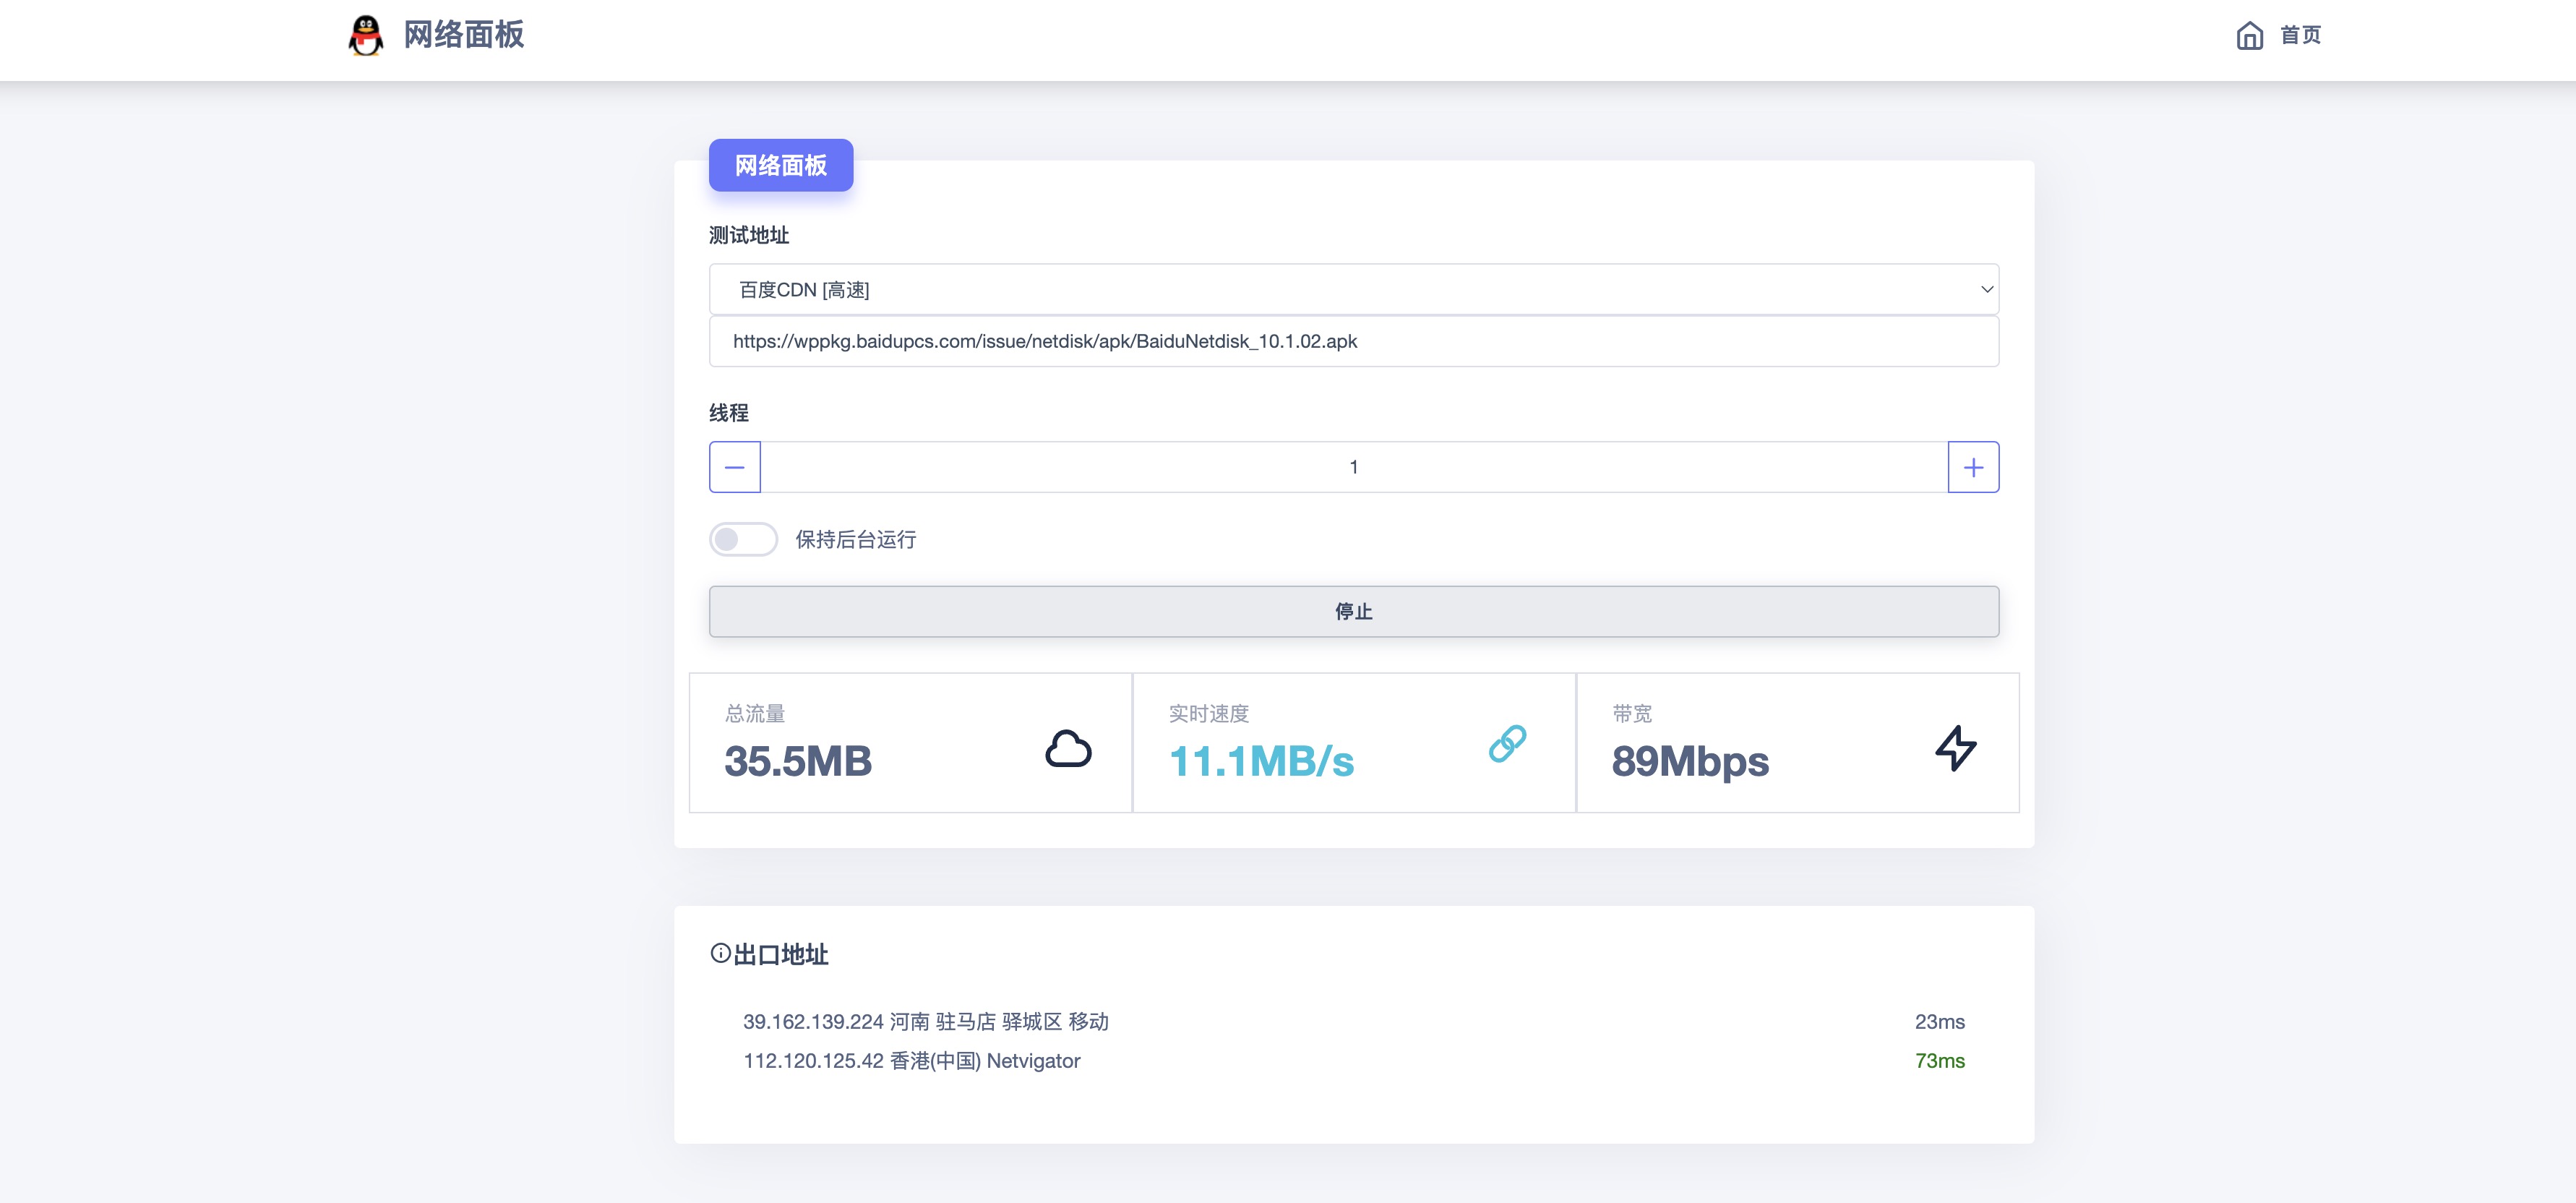 网络面板
首页
网络面板
测试地址
百度CDN [高速]
https://wppkg.baidupcs.com/issue/netdisk/apk/BaiduNetdisk_10.1.02.apk
线程
1
保持后台运行
停止
总流量
35.5MB
实时速度
11.1MB/s
带宽
89Mbps
出口地址
39.162.139.224 河南 驻马店 驿城区 移动 23ms
112.120.125.42 香港(中国) Netvigator 73ms